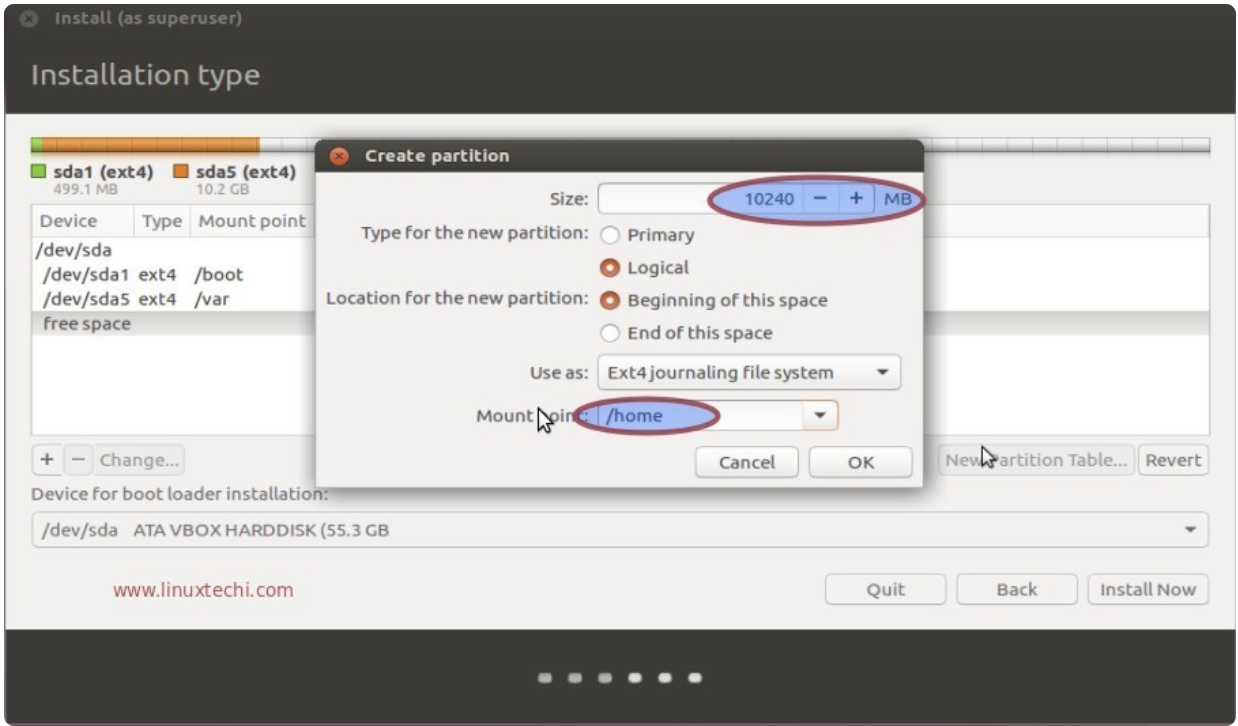 Install (as superuser)
Installation type
sda1 (ext4) sda5 (ext4)
499.1 MB 10.2 GB
Device Type Mount point
/dev/sda
/dev/sda1 ext4 /boot
/dev/sda5 ext4 /var
free space
Create partition
Size: 10240 − + MB
Type for the new partition: Primary
Logical
Location for the new partition: Beginning of this space
End of this space
Use as: Ext4 journaling file system
Mount point: /home
Cancel OK
+ − Change... New Partition Table... Revert
Device for boot loader installation:
/dev/sda ATA VBOX HARDDISK (55.3 GB
www.linuxtechi.com
Quit Back Install Now